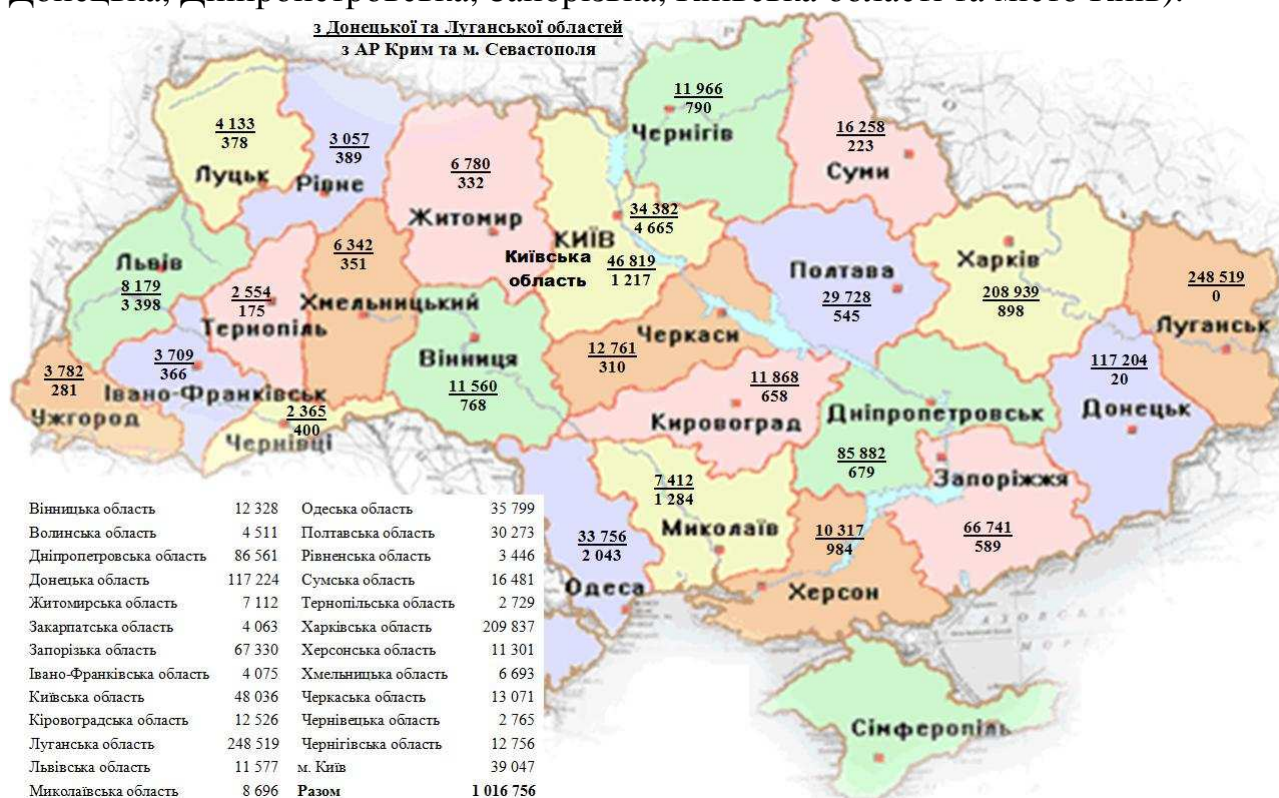 Донецька, Дніпропетровська, Запорізька, Київська області та місто Київ).
з Донецької та Луганської областей
з АР Крим та м. Севастополя
11 966
790
Чернігів
16 258
223
Суми
4 133
378
Луцьк
3 057
389
Рівне
6 780
332
Житомир
34 382
4 665
КИЇВ
Київська
область
46 819
1 217
Полтава
29 728
545
Харків
208 939
898
248 519
0
Луганськ
Львів
8 179
3 398
2 554
175
Тернопіль
6 342
351
Хмельницький
Вінниця
11 560
768
Черкаси
12 761
310
3 782
281
Ужгород
3 709
366
Івано-Франківськ
2 365
400
Чернівці
11 868
658
Кировоград
Дніпропетровськ
85 882
679
117 204
20
Донецьк
Запоріжжя
66 741
589
7 412
1 284
Миколаїв
10 317
984
Херсон
33 756
2 043
Одеса
АЗОВСЬКЕ
МОРЕ
Сімферопіль
Вінницька область 12 328 Одеська область 35 799
Волинська область 4 511 Полтавська область 30 273
Дніпропетровська область 86 561 Рівненська область 3 446
Донецька область 117 224 Сумська область 16 481
Житомирська область 7 112 Тернопільська область 2 729
Закарпатська область 4 063 Харківська область 209 837
Запорізька область 67 330 Херсонська область 11 301
Івано-Франківська область 4 075 Хмельницька область 6 693
Київська область 48 036 Черкаська область 13 071
Кіровоградська область 12 526 Чернівецька область 2 765
Луганська область 248 519 Чернігівська область 12 756
Львівська область 11 577 м. Київ 39 047
Миколаївська область 8 696 Разом 1 016 756